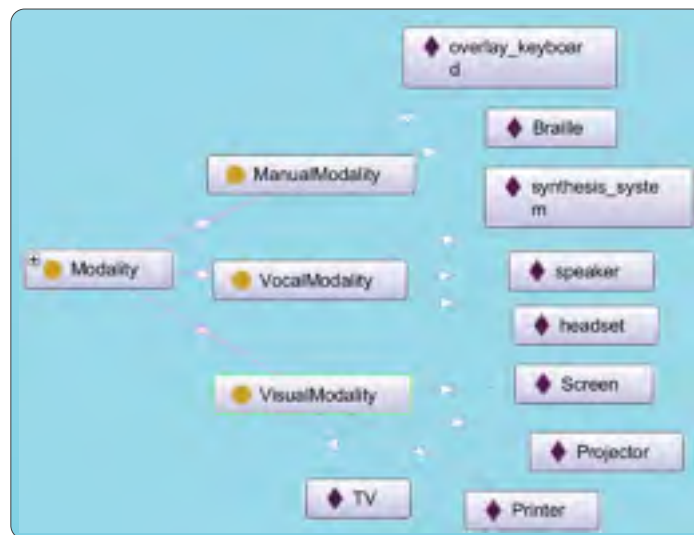 overlay_keyboar
d
Braille
ManualModality
synthesis_syste
m
Modality
VocalModality
speaker
headset
VisualModality
Screen
Projector
TV
Printer